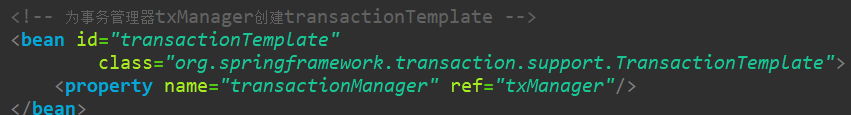 <!-- 为事务管理器txManager创建transactionTemplate -->
<bean id="transactionTemplate"
class="org.springframework.transaction.support.TransactionTemplate">
<property name="transactionManager" ref="txManager"/>
</bean>